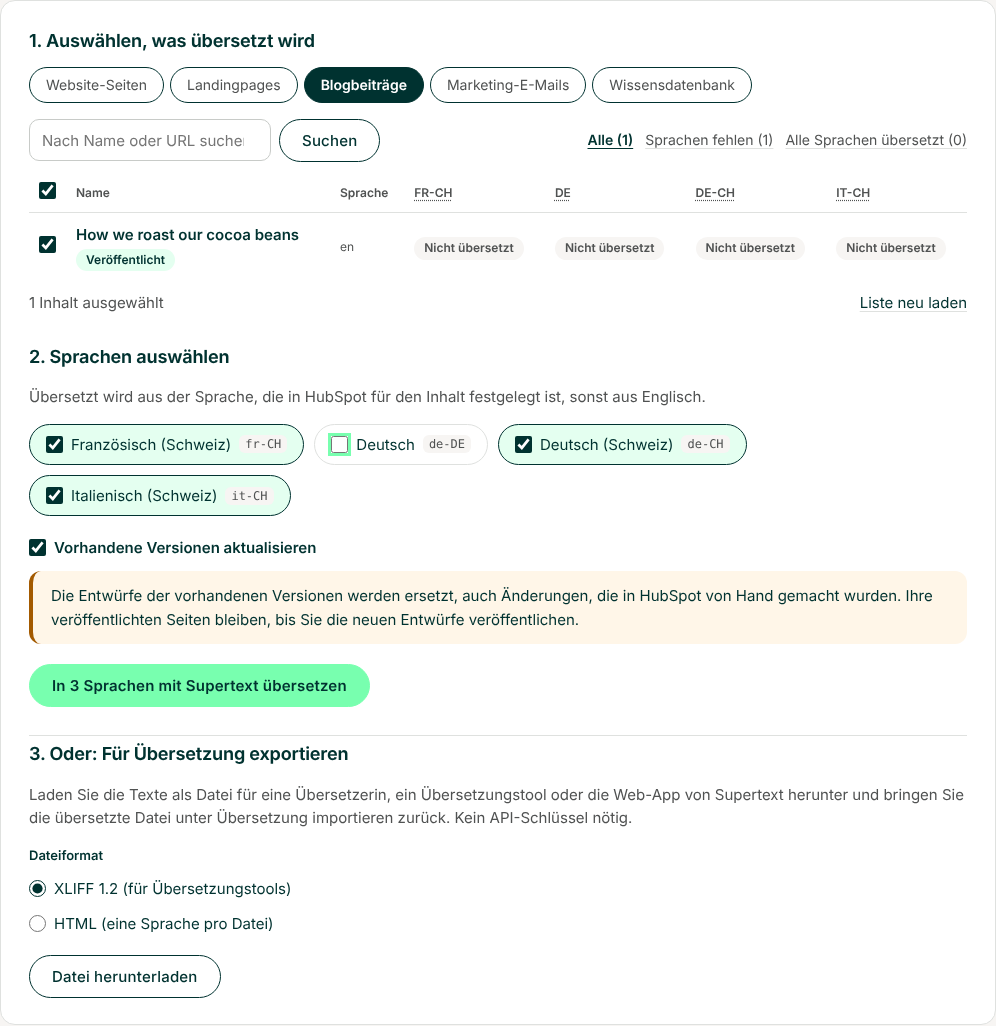 1. Auswählen, was übersetzt wird
Website-Seiten Landingpages Blogbeiträge Marketing-E-Mails Wissensdatenbank
Nach Name oder URL suche Suchen Alle (1) Sprachen fehlen (1) Alle Sprachen übersetzt (0)
Name Sprache FR-CH DE DE-CH IT-CH
How we roast our cocoa beans
Veröffentlicht
en Nicht übersetzt Nicht übersetzt Nicht übersetzt Nicht übersetzt
1 Inhalt ausgewählt Liste neu laden
2. Sprachen auswählen
Übersetzt wird aus der Sprache, die in HubSpot für den Inhalt festgelegt ist, sonst aus Englisch.
Französisch (Schweiz) fr-CH Deutsch de-DE Deutsch (Schweiz) de-CH
Italienisch (Schweiz) it-CH
Vorhandene Versionen aktualisieren
Die Entwürfe der vorhandenen Versionen werden ersetzt, auch Änderungen, die in HubSpot von Hand gemacht wurden. Ihre
veröffentlichten Seiten bleiben, bis Sie die neuen Entwürfe veröffentlichen.
In 3 Sprachen mit Supertext übersetzen
3. Oder: Für Übersetzung exportieren
Laden Sie die Texte als Datei für eine Übersetzerin, ein Übersetzungstool oder die Web-App von Supertext herunter und bringen Sie
die übersetzte Datei unter Übersetzung importieren zurück. Kein API-Schlüssel nötig.
Dateiformat
XLIFF 1.2 (für Übersetzungstools)
HTML (eine Sprache pro Datei)
Datei herunterladen